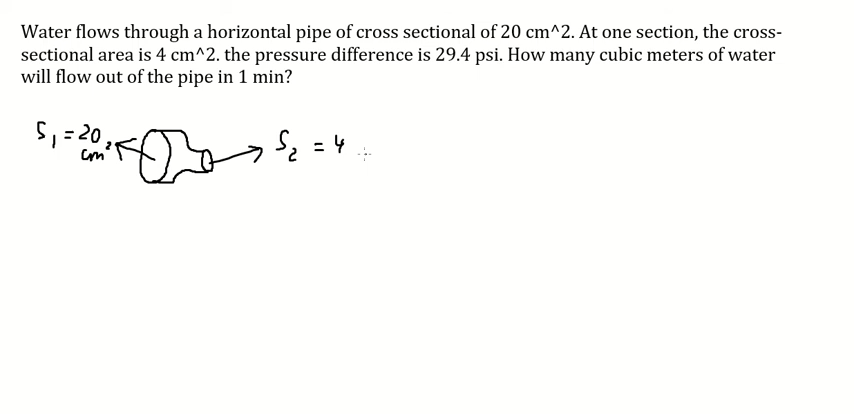 Water flows through a horizontal pipe of cross sectional of 20 cm^2. At one section, the cross-
sectional area is 4 cm^2. the pressure difference is 29.4 psi. How many cubic meters of water
will flow out of the pipe in 1 min?
S₁ = 20 cm²
S₂ = 4